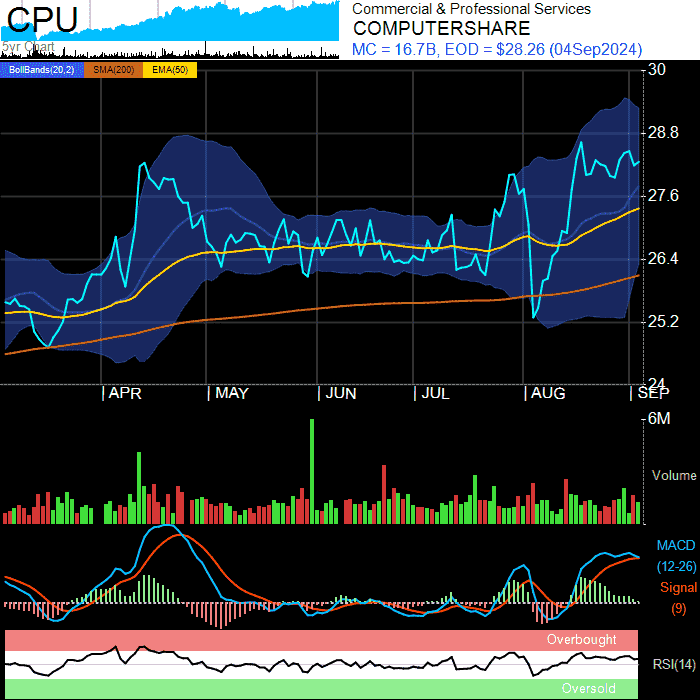 CPU
5yr Chart
Commercial & Professional Services
COMPUTERSHARE
MC = 16.7B, EOD = $28.26 (04Sep2024)
BollBands(20,2) SMA(200) EMA(50)
30
28.8
27.6
26.4
25.2
24
APR MAY JUN JUL AUG SEP
6M
Volume
MACD
(12-26)
Signal
(9)
Overbought
RSI(14)
Oversold